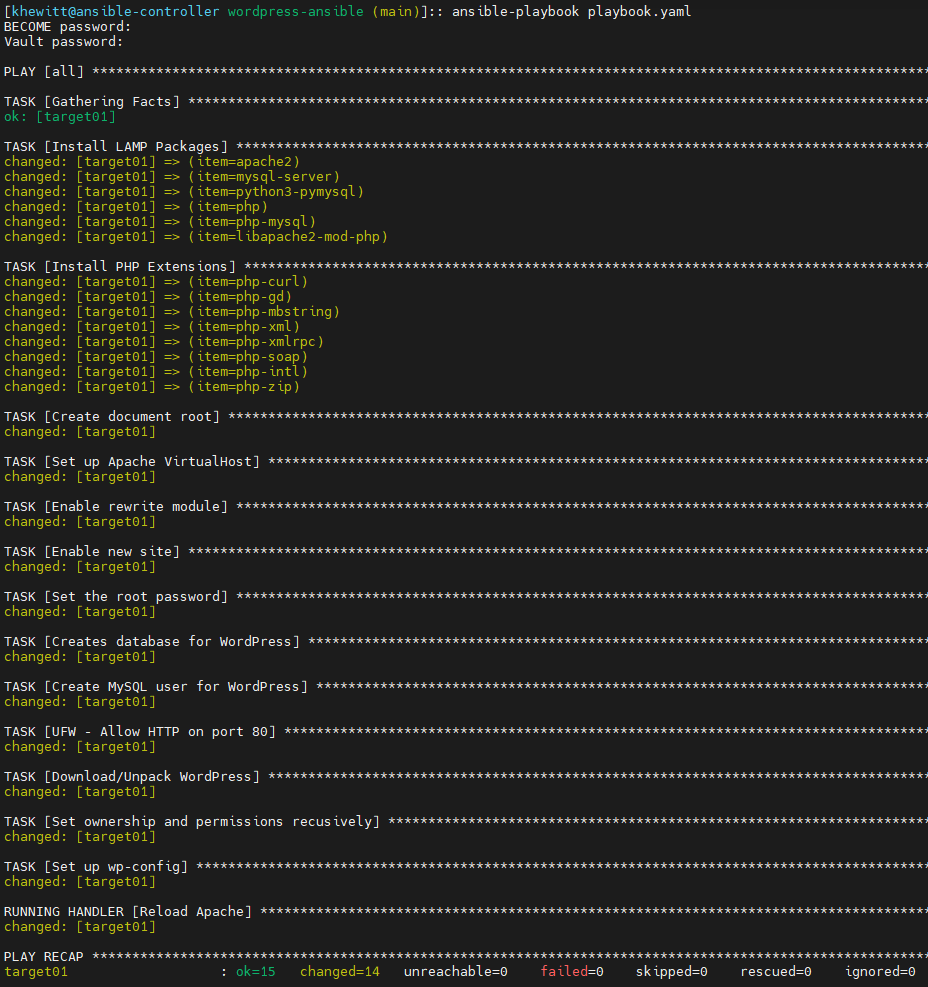 [khewitt@ansible-controller wordpress-ansible (main)]:: ansible-playbook playbook.yaml
BECOME password:
Vault password:
PLAY [all] *********************************************************************************************************
TASK [Gathering Facts] *********************************************************************************************
ok: [target01]
TASK [Install LAMP Packages] ***************************************************************************************
changed: [target01] => (item=apache2)
changed: [target01] => (item=mysql-server)
changed: [target01] => (item=python3-pymysql)
changed: [target01] => (item=php)
changed: [target01] => (item=php-mysql)
changed: [target01] => (item=libapache2-mod-php)
TASK [Install PHP Extensions] **************************************************************************************
changed: [target01] => (item=php-curl)
changed: [target01] => (item=php-gd)
changed: [target01] => (item=php-mbstring)
changed: [target01] => (item=php-xml)
changed: [target01] => (item=php-xmlrpc)
changed: [target01] => (item=php-soap)
changed: [target01] => (item=php-intl)
changed: [target01] => (item=php-zip)
TASK [Create document root] ****************************************************************************************
changed: [target01]
TASK [Set up Apache VirtualHost] ***********************************************************************************
changed: [target01]
TASK [Enable rewrite module] ***************************************************************************************
changed: [target01]
TASK [Enable new site] *********************************************************************************************
changed: [target01]
TASK [Set the root password] ***************************************************************************************
changed: [target01]
TASK [Creates database for WordPress] ******************************************************************************
changed: [target01]
TASK [Create MySQL user for WordPress] *****************************************************************************
changed: [target01]
TASK [UFW - Allow HTTP on port 80] *********************************************************************************
changed: [target01]
TASK [Download/Unpack WordPress] ***********************************************************************************
changed: [target01]
TASK [Set ownership and permissions recusively] ********************************************************************
changed: [target01]
TASK [Set up wp-config] ********************************************************************************************
changed: [target01]
RUNNING HANDLER [Reload Apache] ************************************************************************************
changed: [target01]
PLAY RECAP *********************************************************************************************************
target01 : ok=15 changed=14 unreachable=0 failed=0 skipped=0 rescued=0 ignored=0